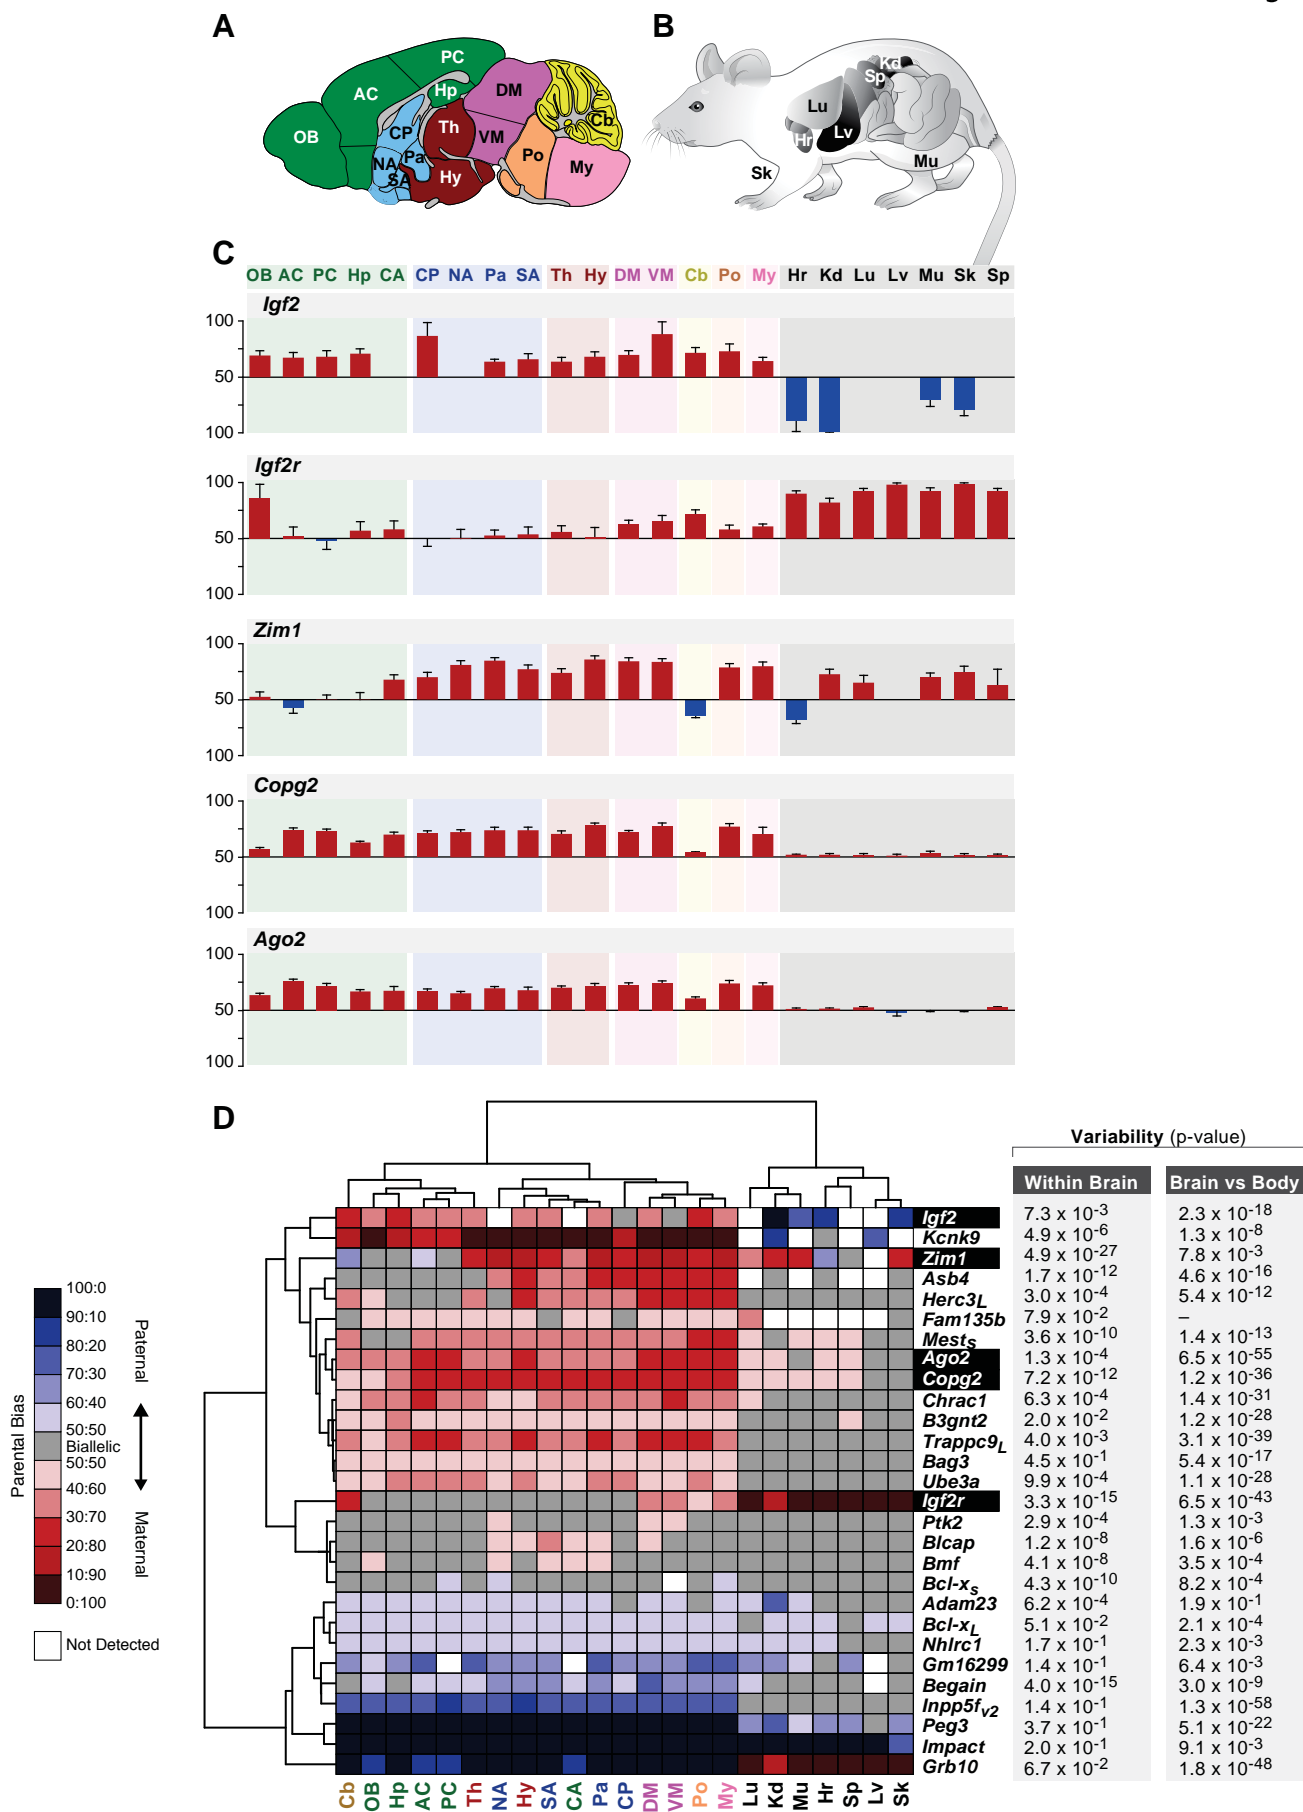 A
B
PC
AC
Hp
OB
CP
Th
DM
VM
Cb
NA
Pa
SA
Hy
Po
My
Kd
Sp
Lu
Lv
Hr
Mu
Sk
C
OB AC PC Hp CA CP NA Pa SA Th Hy DM VM Cb Po My Hr Kd Lu Lv Mu Sk Sp
Igf2
100
50
100
Igf2r
100
50
100
Zim1
100
50
100
Copg2
100
50
100
Ago2
100
50
100
D
Variability (p-value)
Within Brain Brain vs Body
Igf2 7.3 x 10-3 2.3 x 10-18
Kcnk9 4.9 x 10-6 1.3 x 10-8
Zim1 4.9 x 10-27 7.8 x 10-3
Asb4 1.7 x 10-12 4.6 x 10-16
Herc3L 3.0 x 10-4 5.4 x 10-12
Fam135b 7.9 x 10-2 –
Mests 3.6 x 10-10 1.4 x 10-13
Ago2 1.3 x 10-4 6.5 x 10-55
Copg2 7.2 x 10-12 1.2 x 10-36
Chrac1 6.3 x 10-4 1.4 x 10-31
B3gnt2 2.0 x 10-2 1.2 x 10-28
Trappc9L 4.0 x 10-3 3.1 x 10-39
Bag3 4.5 x 10-1 5.4 x 10-17
Ube3a 9.9 x 10-4 1.1 x 10-28
Igf2r 3.3 x 10-15 6.5 x 10-43
Ptk2 2.9 x 10-4 1.3 x 10-3
Blcap 1.2 x 10-8 1.6 x 10-6
Bmf 4.1 x 10-8 3.5 x 10-4
Bcl-xs 4.3 x 10-10 8.2 x 10-4
Adam23 6.2 x 10-4 1.9 x 10-1
Bcl-xL 5.1 x 10-2 2.1 x 10-4
Nhlrc1 1.7 x 10-1 2.3 x 10-3
Gm16299 1.4 x 10-1 6.4 x 10-3
Begain 4.0 x 10-15 3.0 x 10-9
Inpp5fv2 1.4 x 10-1 1.3 x 10-58
Peg3 3.7 x 10-1 5.1 x 10-22
Impact 2.0 x 10-1 9.1 x 10-3
Grb10 6.7 x 10-2 1.8 x 10-48
Parental Bias
100:0
90:10
80:20
70:30
60:40
50:50
Biallelic
50:50
40:60
30:70
20:80
10:90
0:100
Paternal
Maternal
Not Detected
Cb OB Hp AC PC Th NA Hy SA CA Pa CP DM VM Po My Lu Kd Mu Hr Sp Lv Sk